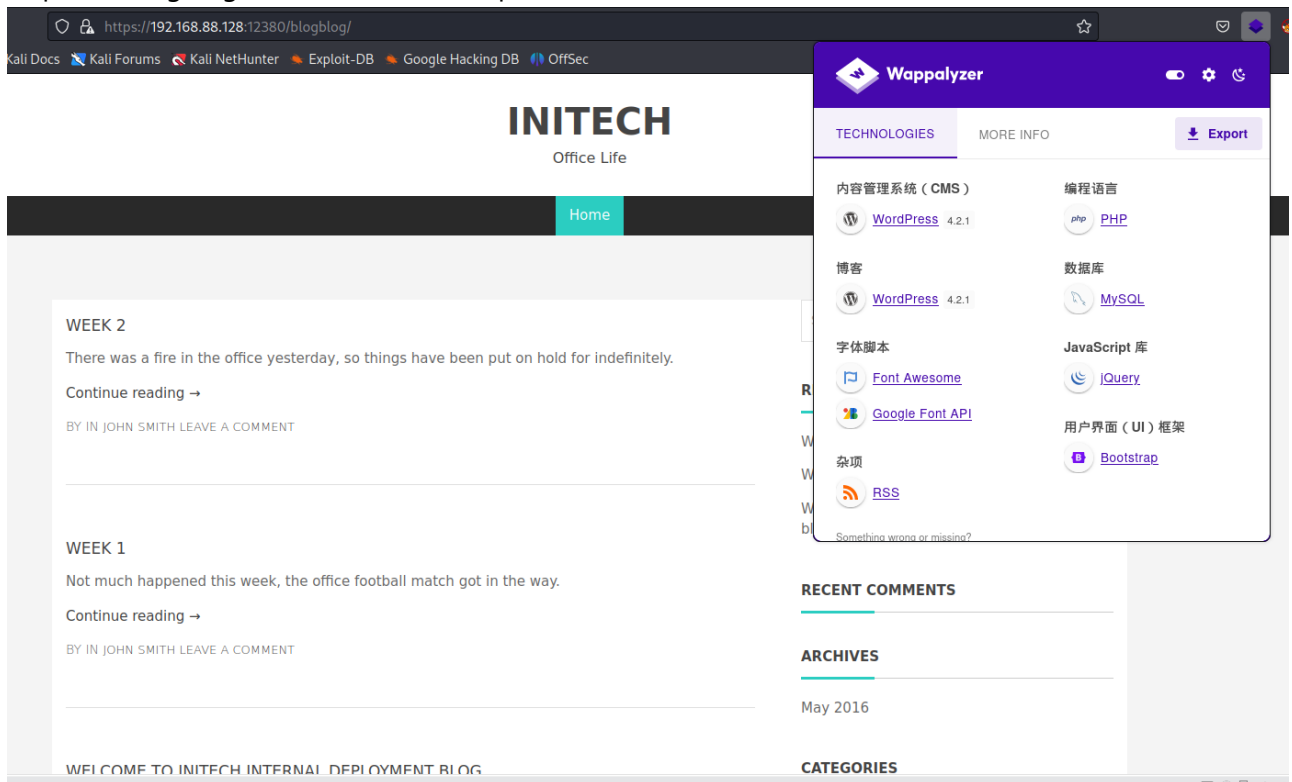 https://192.168.88.128:12380/blogblog/
Kali Docs Kali Forums Kali NetHunter Exploit-DB Google Hacking DB OffSec
INITECH
Office Life
Home
WEEK 2
There was a fire in the office yesterday, so things have been put on hold for indefinitely.
Continue reading →
BY IN JOHN SMITH LEAVE A COMMENT
WEEK 1
Not much happened this week, the office football match got in the way.
Continue reading →
BY IN JOHN SMITH LEAVE A COMMENT
WELCOME TO INITECH INTERNAL DEPLOYMENT BLOG
RECENT COMMENTS
ARCHIVES
May 2016
CATEGORIES
Wappalyzer
TECHNOLOGIES MORE INFO Export
内容管理系统（CMS）
WordPress 4.2.1
博客
WordPress 4.2.1
字体脚本
Font Awesome
Google Font API
杂项
RSS
编程语言
php PHP
数据库
MySQL
JavaScript 库
jQuery
用户界面（UI）框架
Bootstrap
Something wrong or missing?